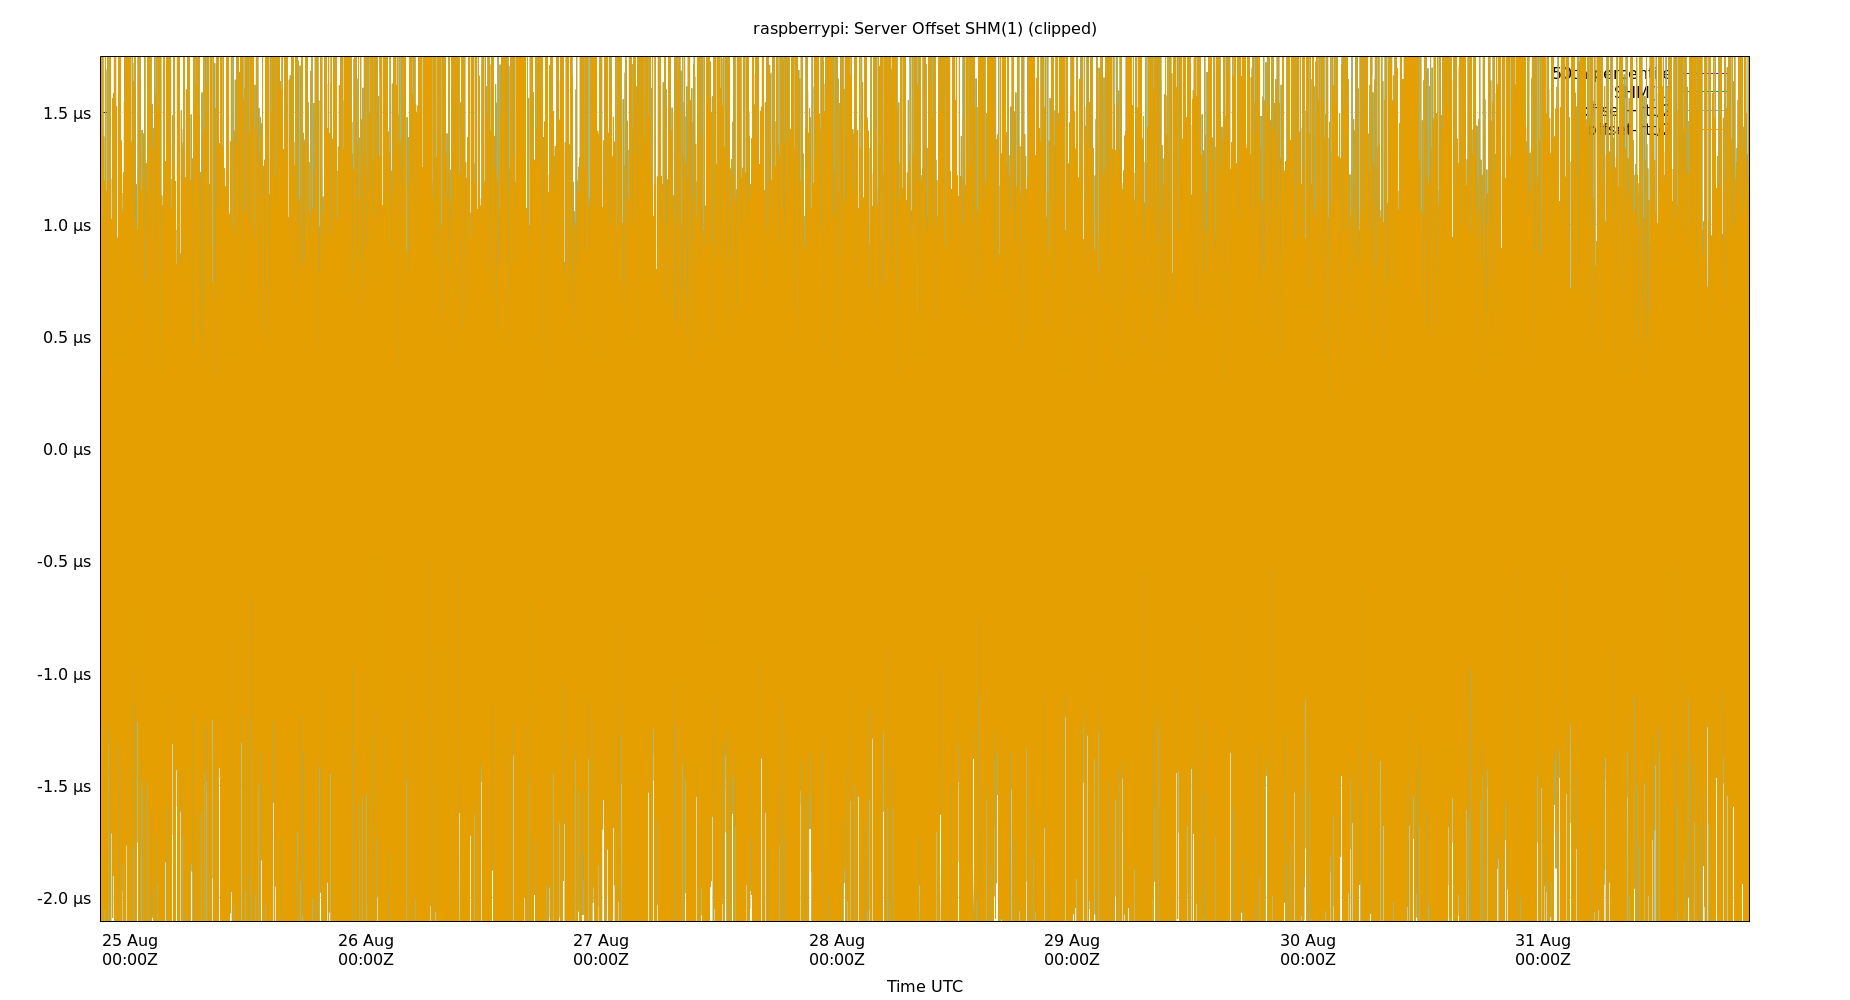 raspberrypi: Server Offset SHM(1) (clipped)
1.5 µs
1.0 µs
0.5 µs
0.0 µs
-0.5 µs
-1.0 µs
-1.5 µs
-2.0 µs
25 Aug 26 Aug 27 Aug 28 Aug 29 Aug 30 Aug 31 Aug
00:00Z 00:00Z 00:00Z 00:00Z 00:00Z 00:00Z 00:00Z
Time UTC